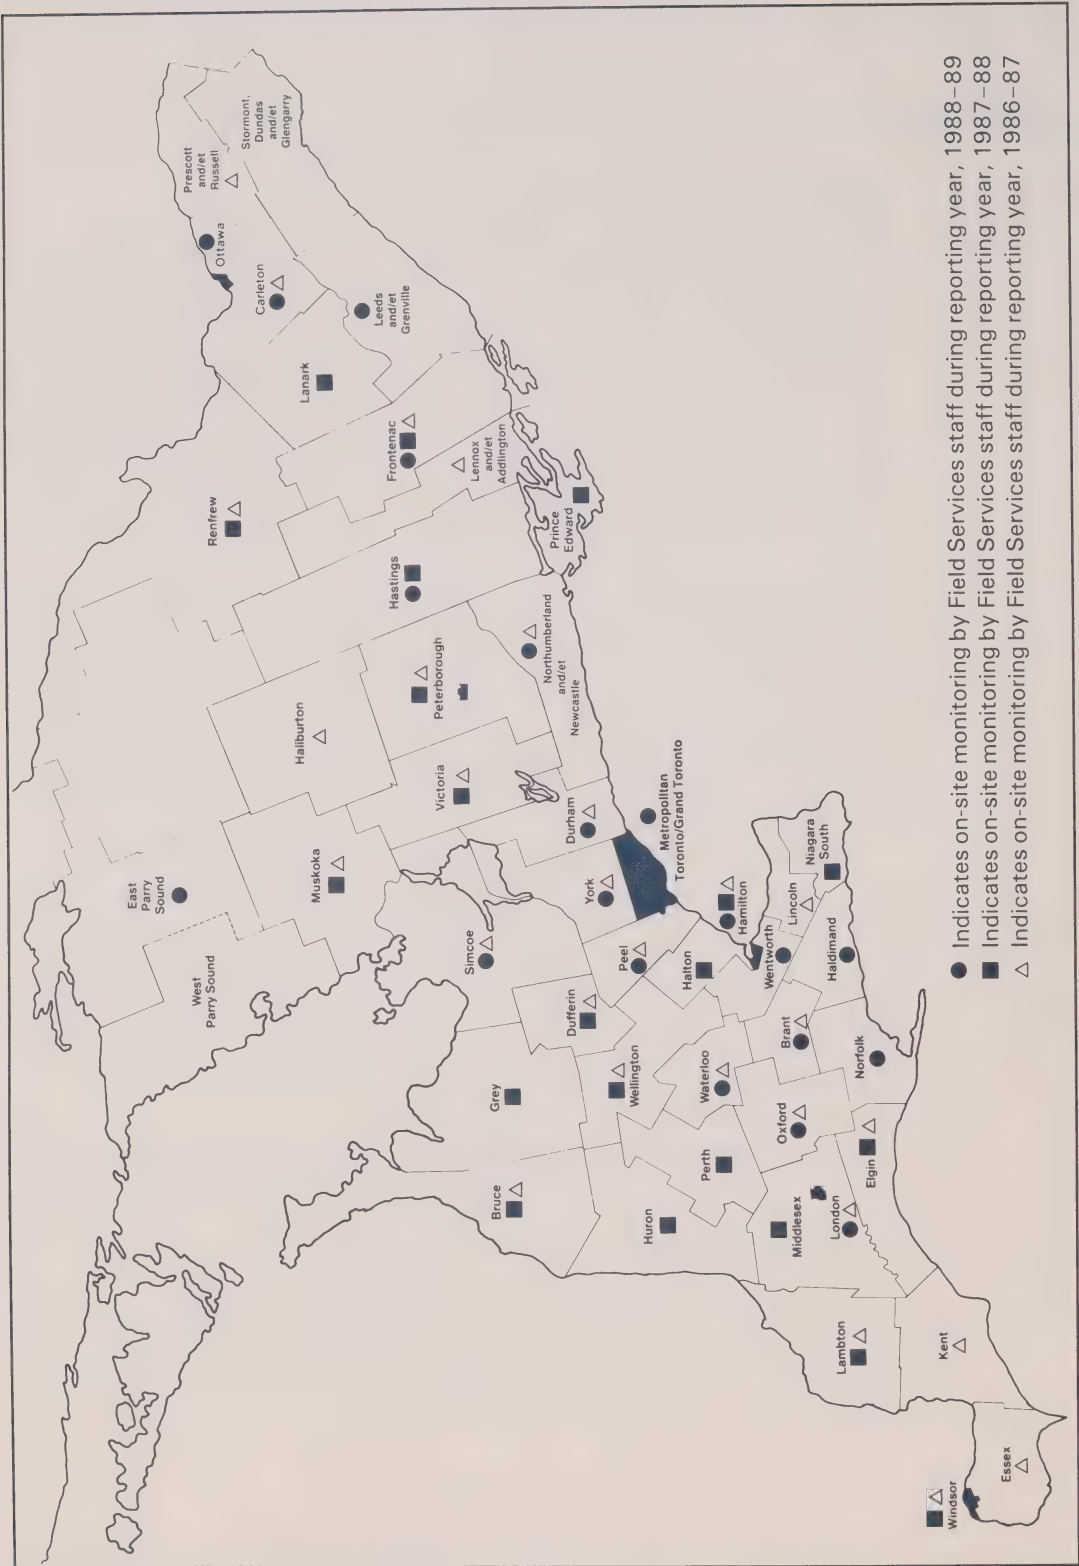 Prescott
and/et
Russell
Stormont,
Dundas
and/et
Glengarry
Ottawa
Carleton
Leeds
and/et
Grenville
Lanark
Renfrew
Frontenac
Lennox
and/et
Addlington
Prince
Edward
Hastings
Haliburton
Peterborough
Northumberland
and/et
Newcastle
Victoria
Durham
Metropolitan
Toronto/Grand Toronto
East
Parry
Sound
Muskoka
West
Parry Sound
Simcoe
York
Peel
Hamilton
Niagara
South
Lincoln
Halton
Wentworth
Haldimand
Dufferin
Grey
Wellington
Waterloo
Brant
Norfolk
Bruce
Huron
Perth
Oxford
Middlesex
London
Elgin
Lambton
Kent
Windsor
Essex
Indicates on-site monitoring by Field Services staff during reporting year, 1988–89
Indicates on-site monitoring by Field Services staff during reporting year, 1987–88
Indicates on-site monitoring by Field Services staff during reporting year, 1986–87